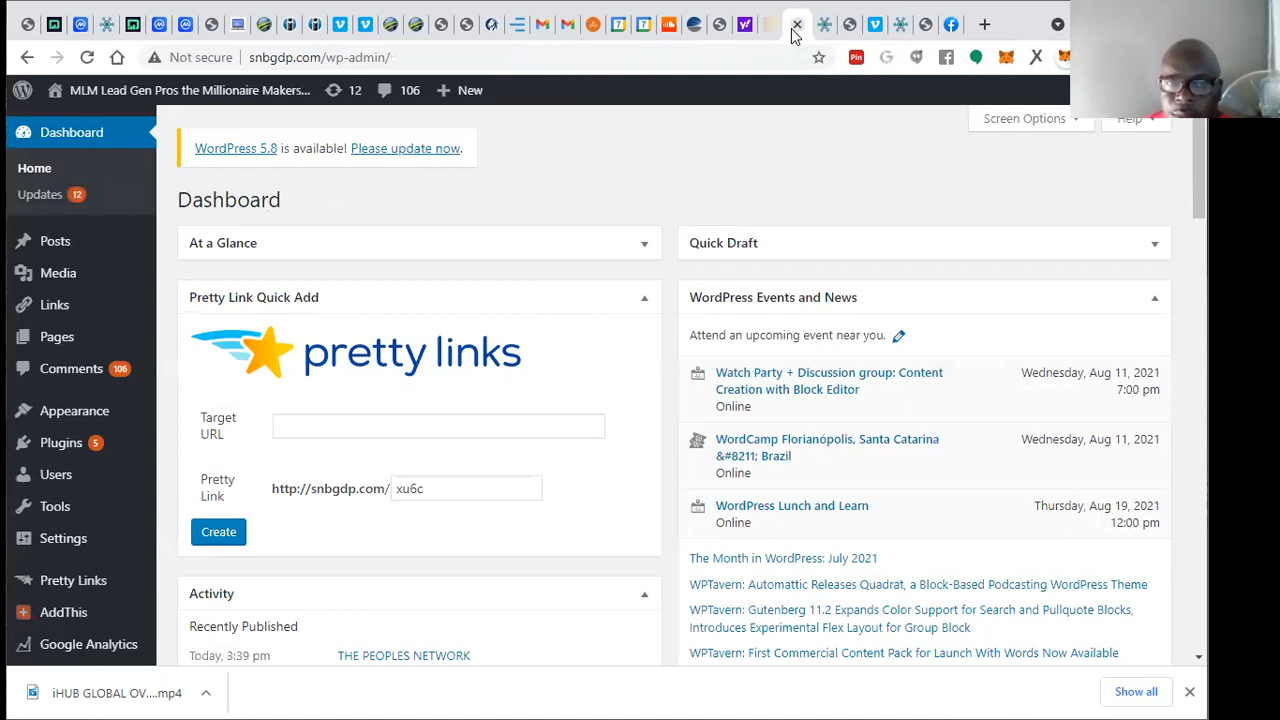 Not secure snbgdp.com/wp-admin/ Pin
MLM Lead Gen Pros the Millionaire Makers... 12 106 New
Screen Options Help
Dashboard
Home
Updates 12
Posts
Media
Links
Pages
Comments 106
Appearance
Plugins 5
Users
Tools
Settings
Pretty Links
AddThis
Google Analytics
WordPress 5.8 is available! Please update now.
Dashboard
At a Glance
Pretty Link Quick Add
pretty links
Target
URL
Pretty
Link
http://snbgdp.com/ xu6c
Create
Activity
Recently Published
Today, 3:39 pm THE PEOPLES NETWORK
Quick Draft
WordPress Events and News
Attend an upcoming event near you.
Watch Party + Discussion group: Content
Creation with Block Editor
Online
Wednesday, Aug 11, 2021
7:00 pm
WordCamp Florianópolis, Santa Catarina
&#8211; Brazil
Online
Wednesday, Aug 11, 2021
WordPress Lunch and Learn
Online
Thursday, Aug 19, 2021
12:00 pm
The Month in WordPress: July 2021
WPTavern: Automattic Releases Quadrat, a Block-Based Podcasting WordPress Theme
WPTavern: Gutenberg 11.2 Expands Color Support for Search and Pullquote Blocks,
Introduces Experimental Flex Layout for Group Block
WPTavern: First Commercial Content Pack for Launch With Words Now Available
iHUB GLOBAL OV....mp4
Show all